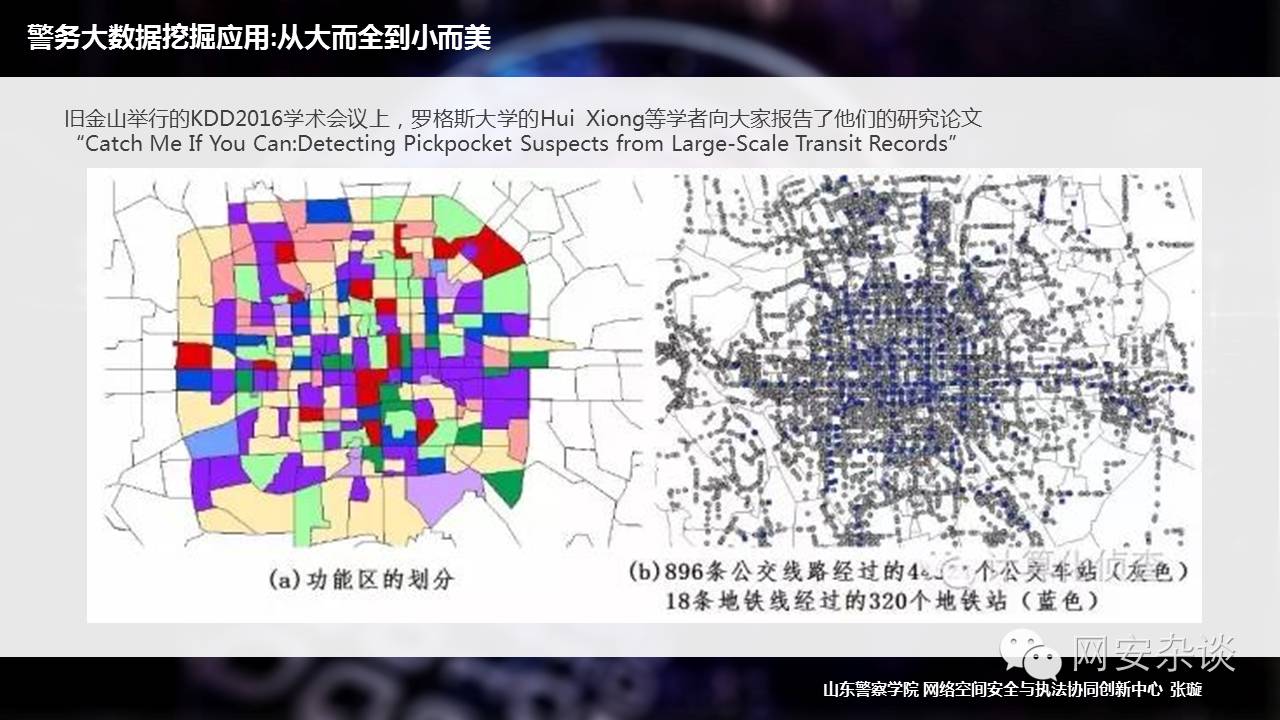 警务大数据挖掘应用:从大而全到小而美
旧金山举行的KDD2016学术会议上，罗格斯大学的Hui Xiong等学者向大家报告了他们的研究论文
“Catch Me If You Can:Detecting Pickpocket Suspects from Large-Scale Transit Records”
(a)功能区的划分
(b)896条公交线路经过的44 个公交车站（灰色）
18条地铁线经过的320个地铁站（蓝色）
计算化侦查
网安杂谈
山东警察学院 网络空间安全与执法协同创新中心 张璇